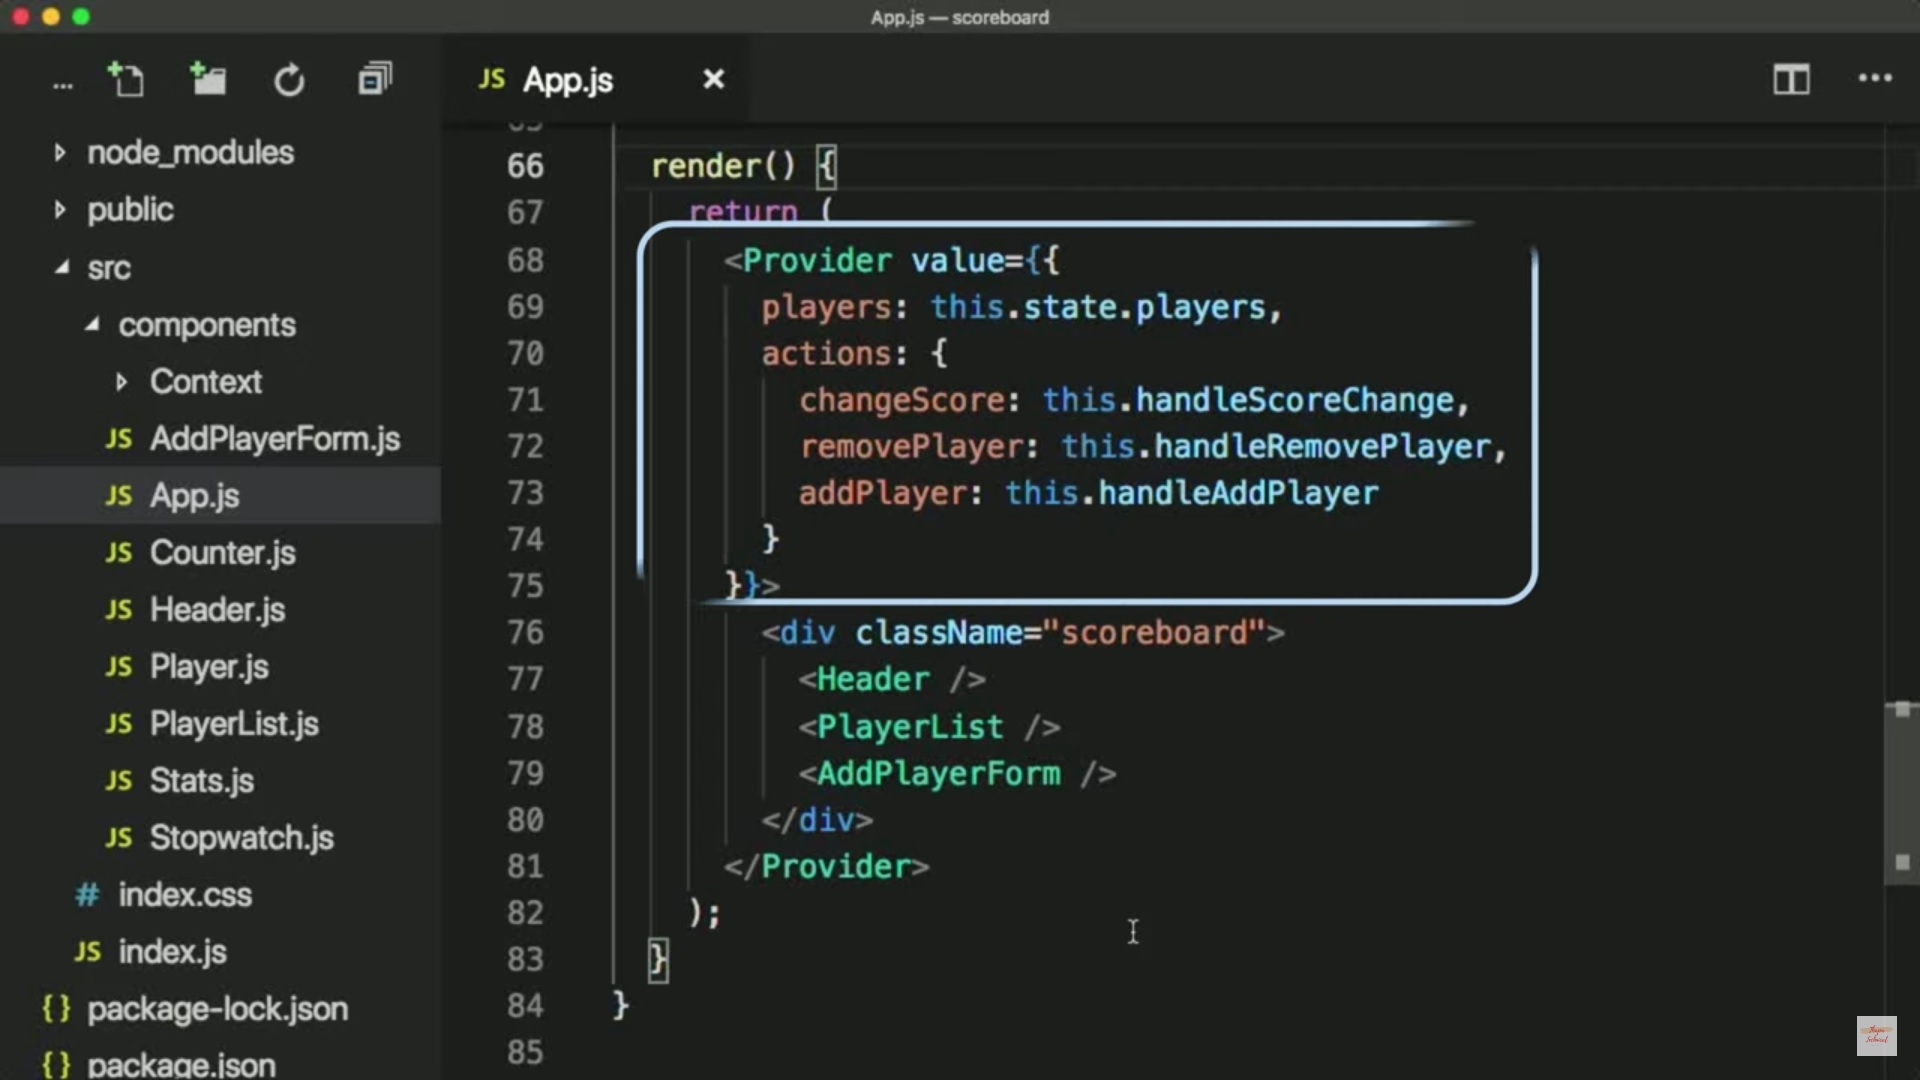 App.js — scoreboard
...
JS App.js ×
node_modules
public
src
components
Context
JS AddPlayerForm.js
JS App.js
JS Counter.js
JS Header.js
JS Player.js
JS PlayerList.js
JS Stats.js
JS Stopwatch.js
# index.css
JS index.js
{} package-lock.json
{} package.json
65
66 render() {
67 return (
68 <Provider value={{
69 players: this.state.players,
70 actions: {
71 changeScore: this.handleScoreChange,
72 removePlayer: this.handleRemovePlayer,
73 addPlayer: this.handleAddPlayer
74 }
75 }}>
76 <div className="scoreboard">
77 <Header />
78 <PlayerList />
79 <AddPlayerForm />
80 </div>
81 </Provider>
82 );
83 }
84 }
85